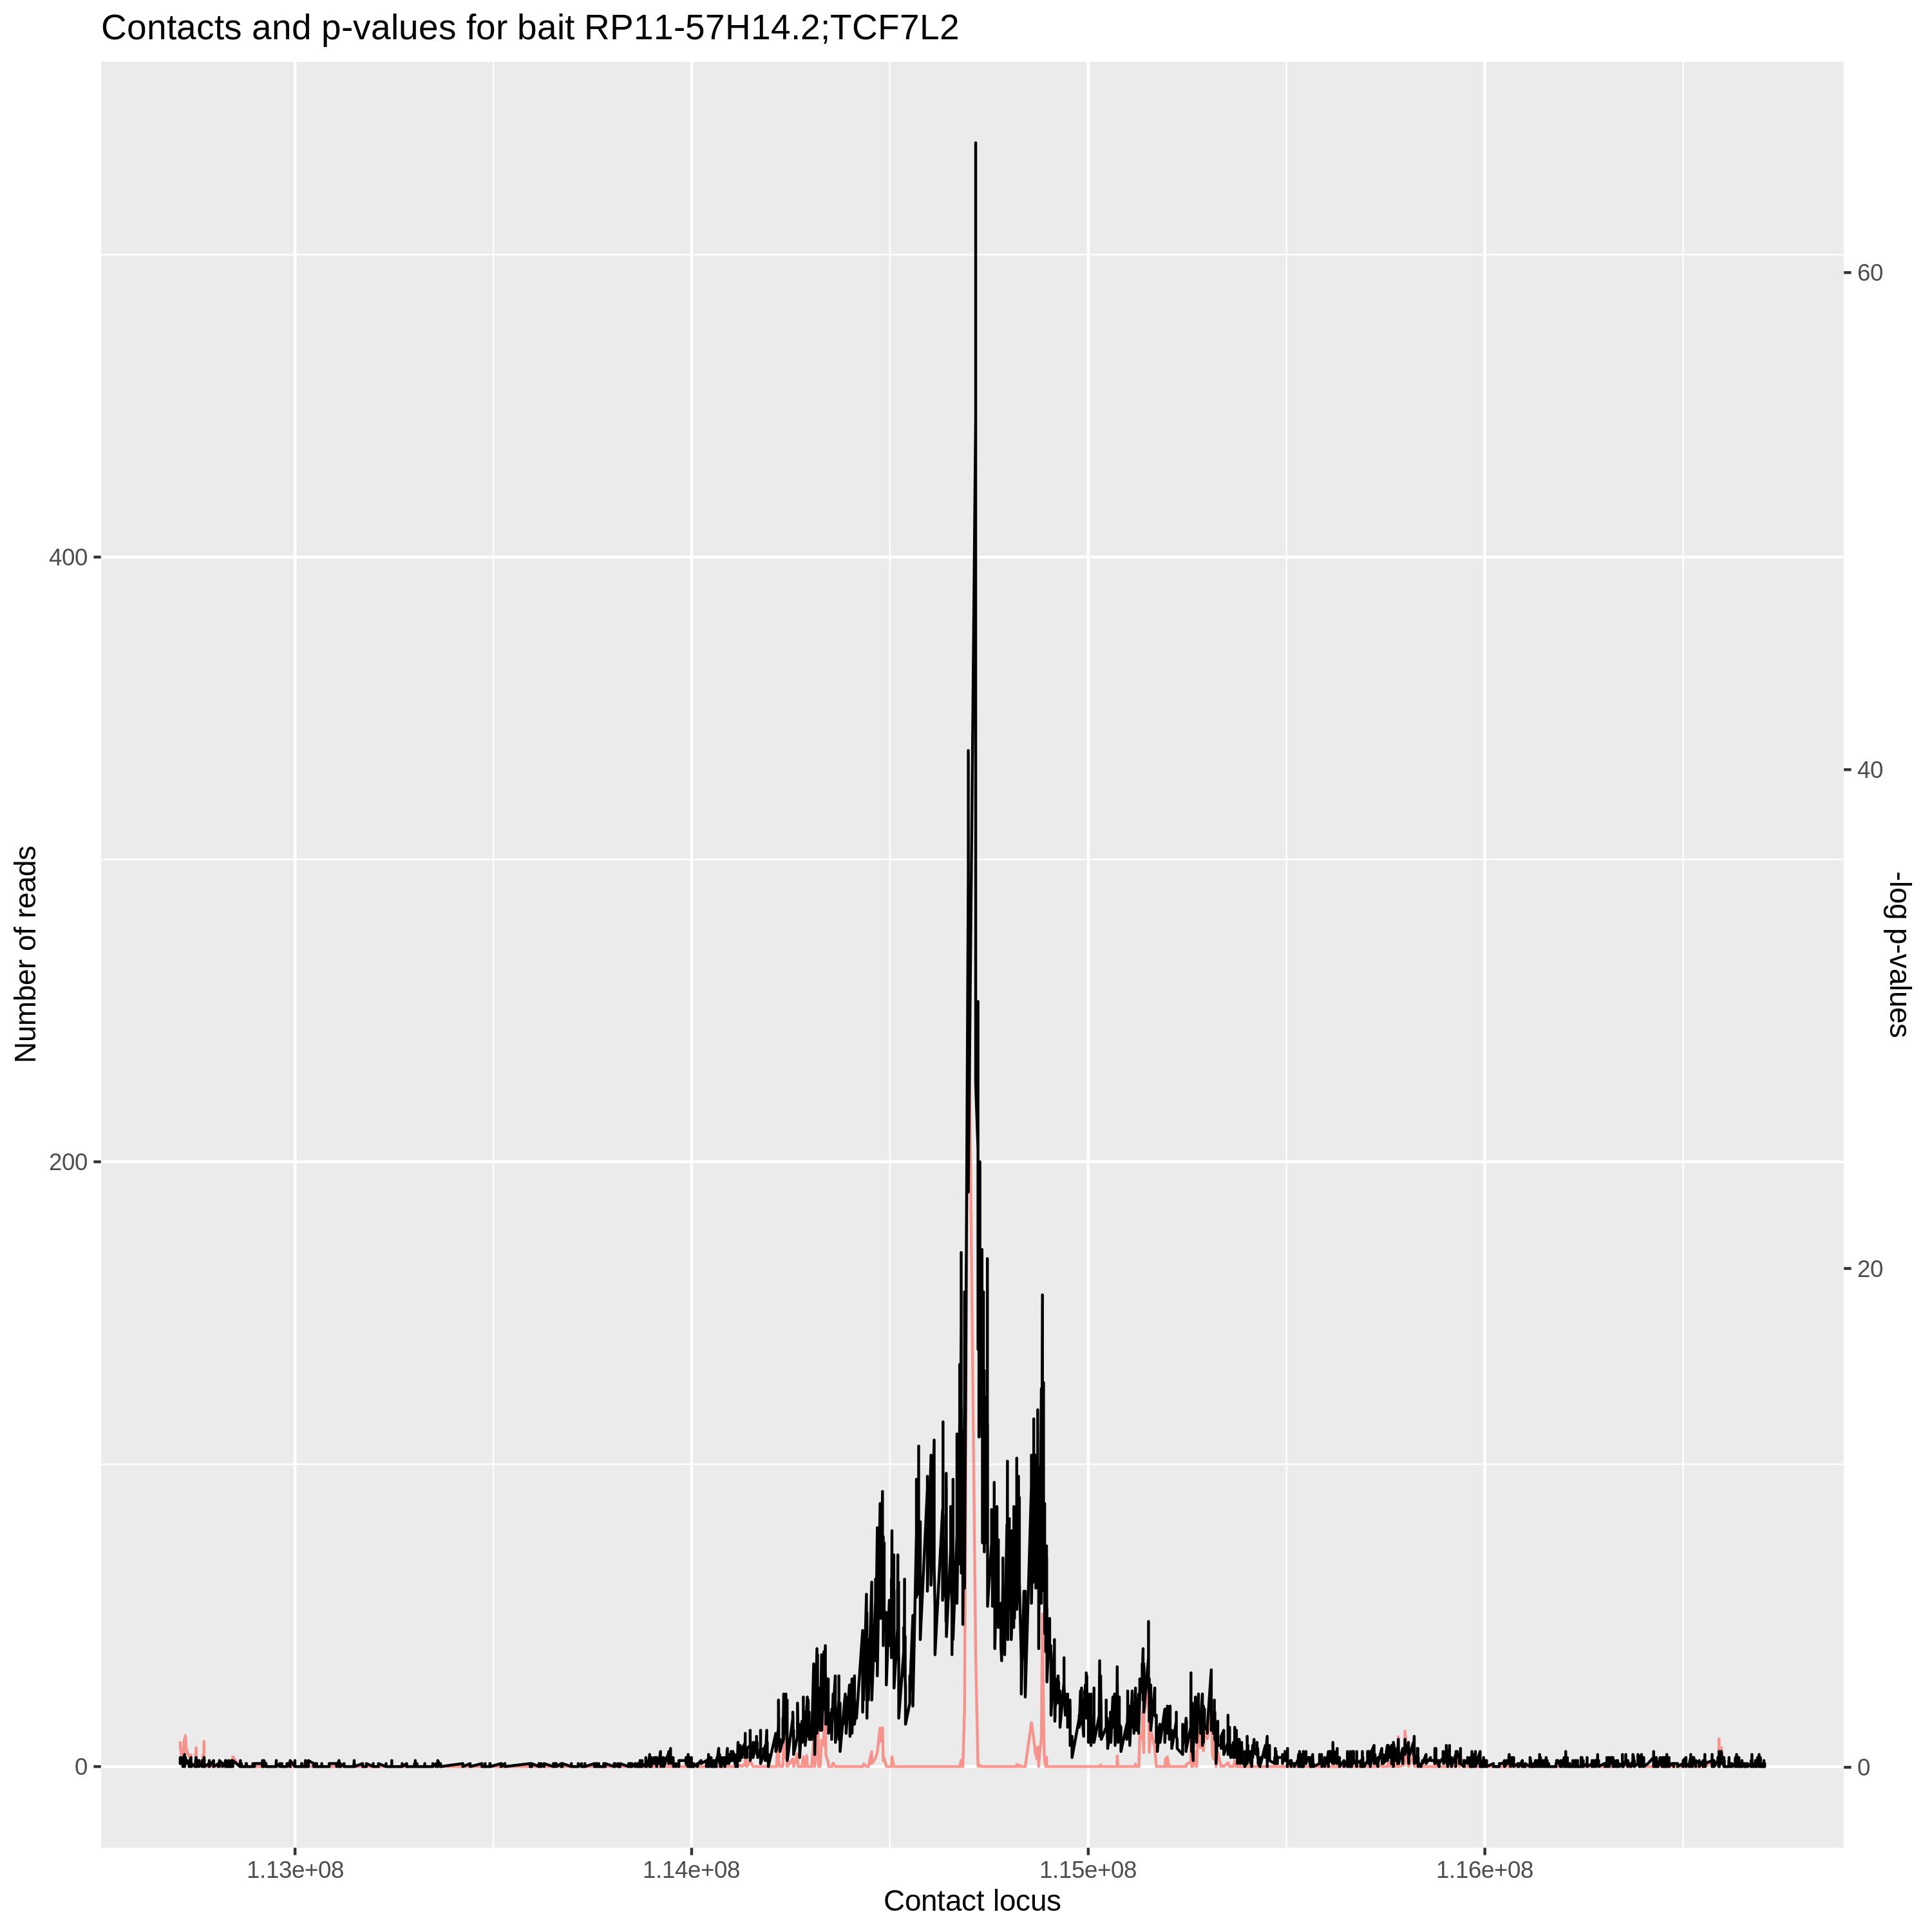 Contacts and p-values for bait RP11-57H14.2;TCF7L2
400
200
0
Number of reads
60
40
20
0
-log p-values
1.13e+08
1.14e+08
1.15e+08
1.16e+08
Contact locus